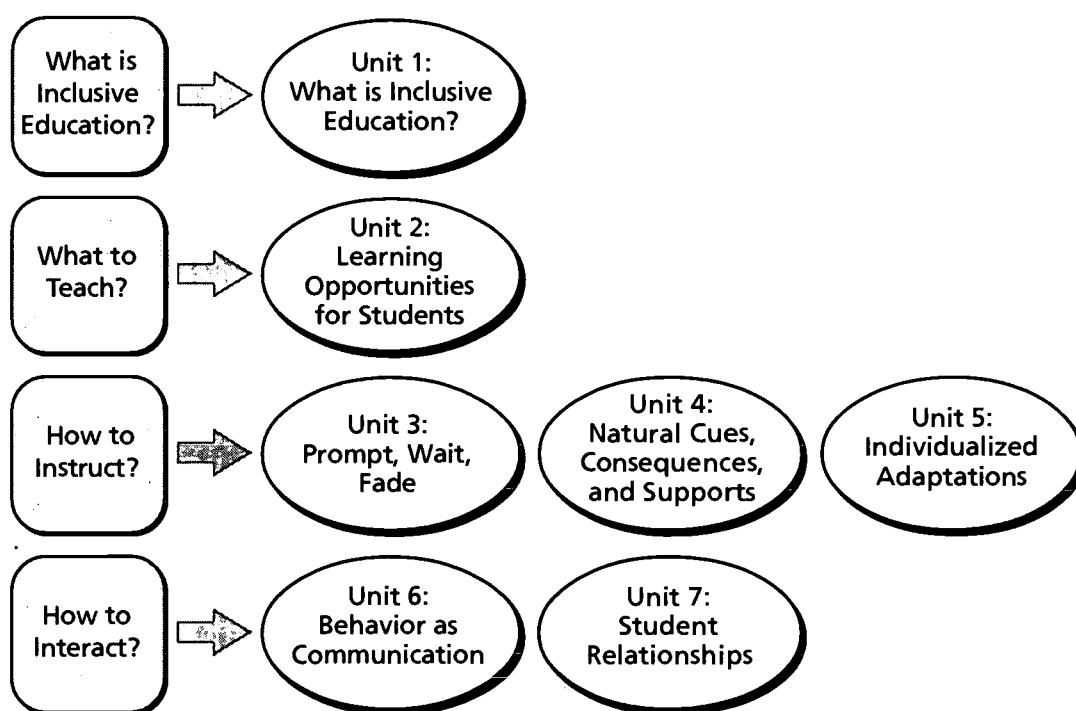 What is
Inclusive
Education?
Unit 1:
What is Inclusive
Education?
What to
Teach?
Unit 2:
Learning
Opportunities
for Students
How to
Instruct?
Unit 3:
Prompt, Wait,
Fade
Unit 4:
Natural Cues,
Consequences,
and Supports
Unit 5:
Individualized
Adaptations
How to
Interact?
Unit 6:
Behavior as
Communication
Unit 7:
Student
Relationships